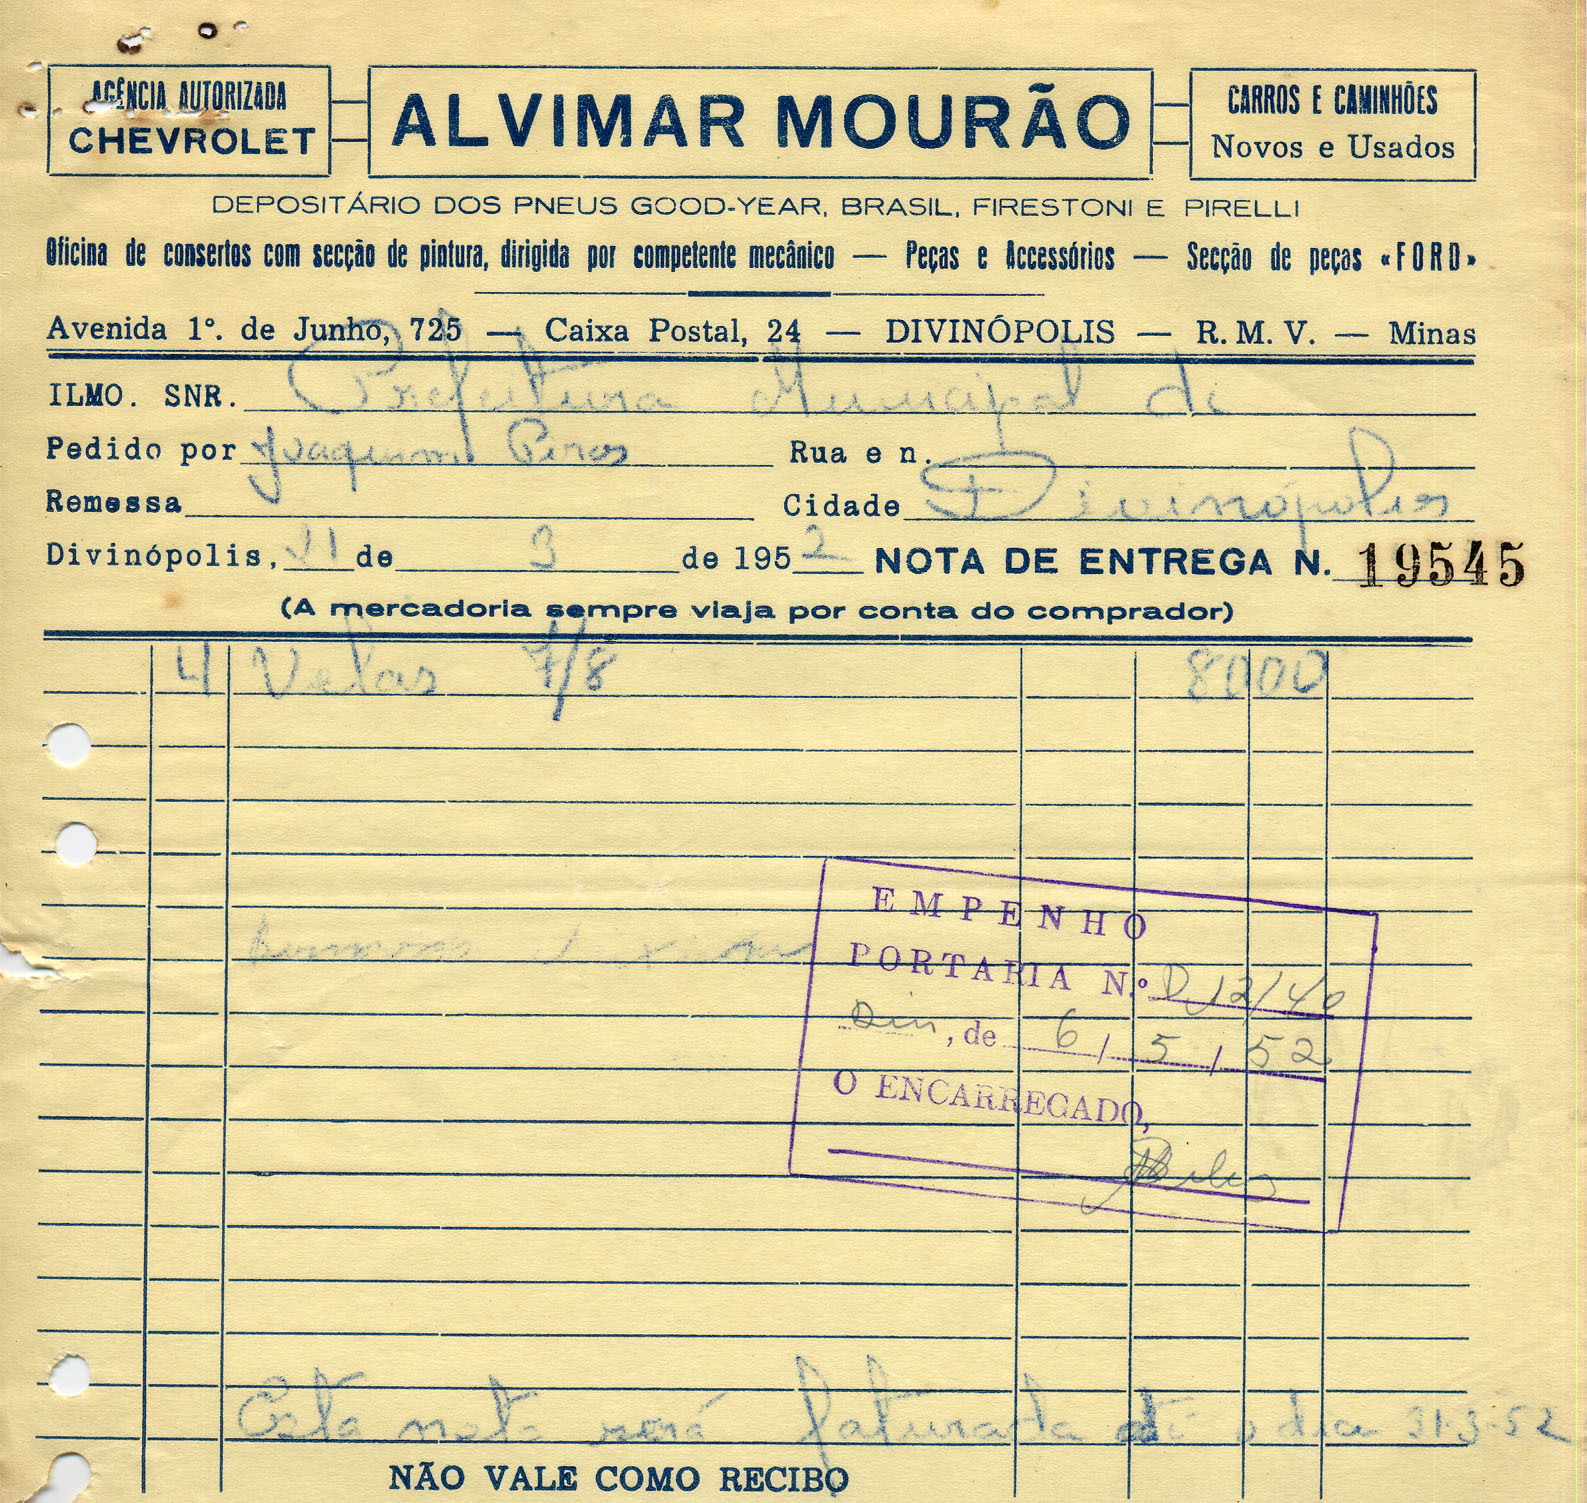 AGÊNCIA AUTORIZADA
CHEVROLET
ALVIMAR MOURÃO
CARROS E CAMINHÕES
Novos e Usados
DEPOSITÁRIO DOS PNEUS GOOD-YEAR, BRASIL, FIRESTONI E PIRELLI
Oficina de consertos com secção de pintura, dirigida por competente mecânico — Peças e Accessórios — Secção de peças «FORD»
Avenida 1º. de Junho, 725 — Caixa Postal, 24 — DIVINÓPOLIS — R. M. V. — Minas
ILMO. SNR. Prefeitura Municipal de
Pedido por Joaquim Pires Rua e n.
Remessa Cidade Divinópolis
Divinópolis, 21 de 3 de 1952 NOTA DE ENTREGA N. 19545
(A mercadoria sempre viaja por conta do comprador)
4 Velas 7/8 8000
EMPENHO
PORTARIA N.º D 12/40
Div, de 6 / 5 / 52
O ENCARREGADO,
Esta nota será faturada até o dia 31-3-52
NÃO VALE COMO RECIBO